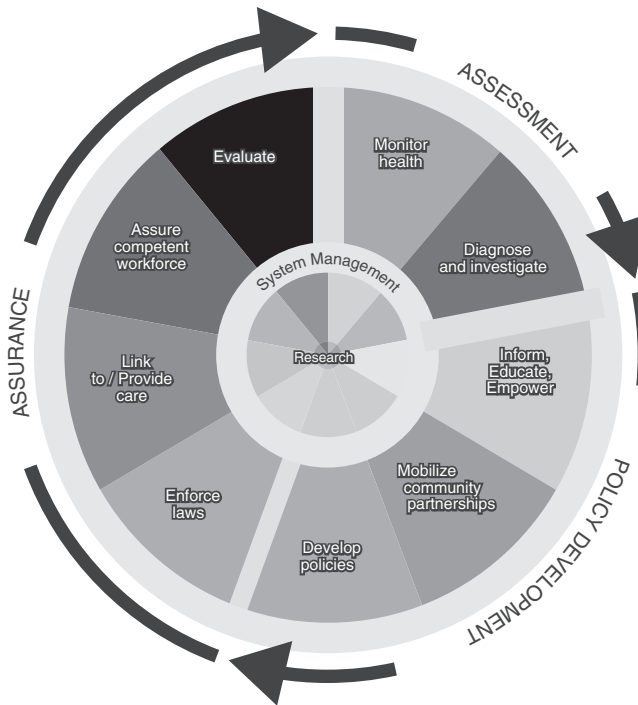 ASSESSMENT
Monitor
health
Diagnose
and investigate
Inform,
Educate,
Empower
POLICY DEVELOPMENT
Mobilize
community
partnerships
Develop
policies
Enforce
laws
Link
to / Provide
care
ASSURANCE
Assure
competent
workforce
Evaluate
System Management
Research